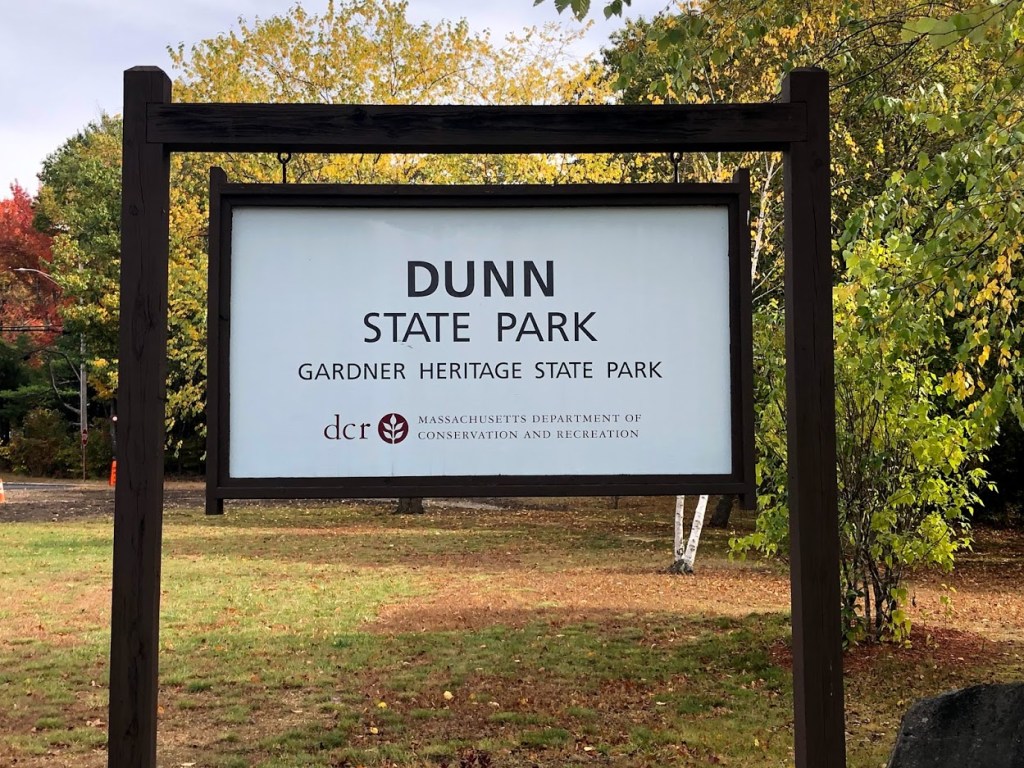 DUNN
STATE PARK
GARDNER HERITAGE STATE PARK
dcr MASSACHUSETTS DEPARTMENT OF
CONSERVATION AND RECREATION